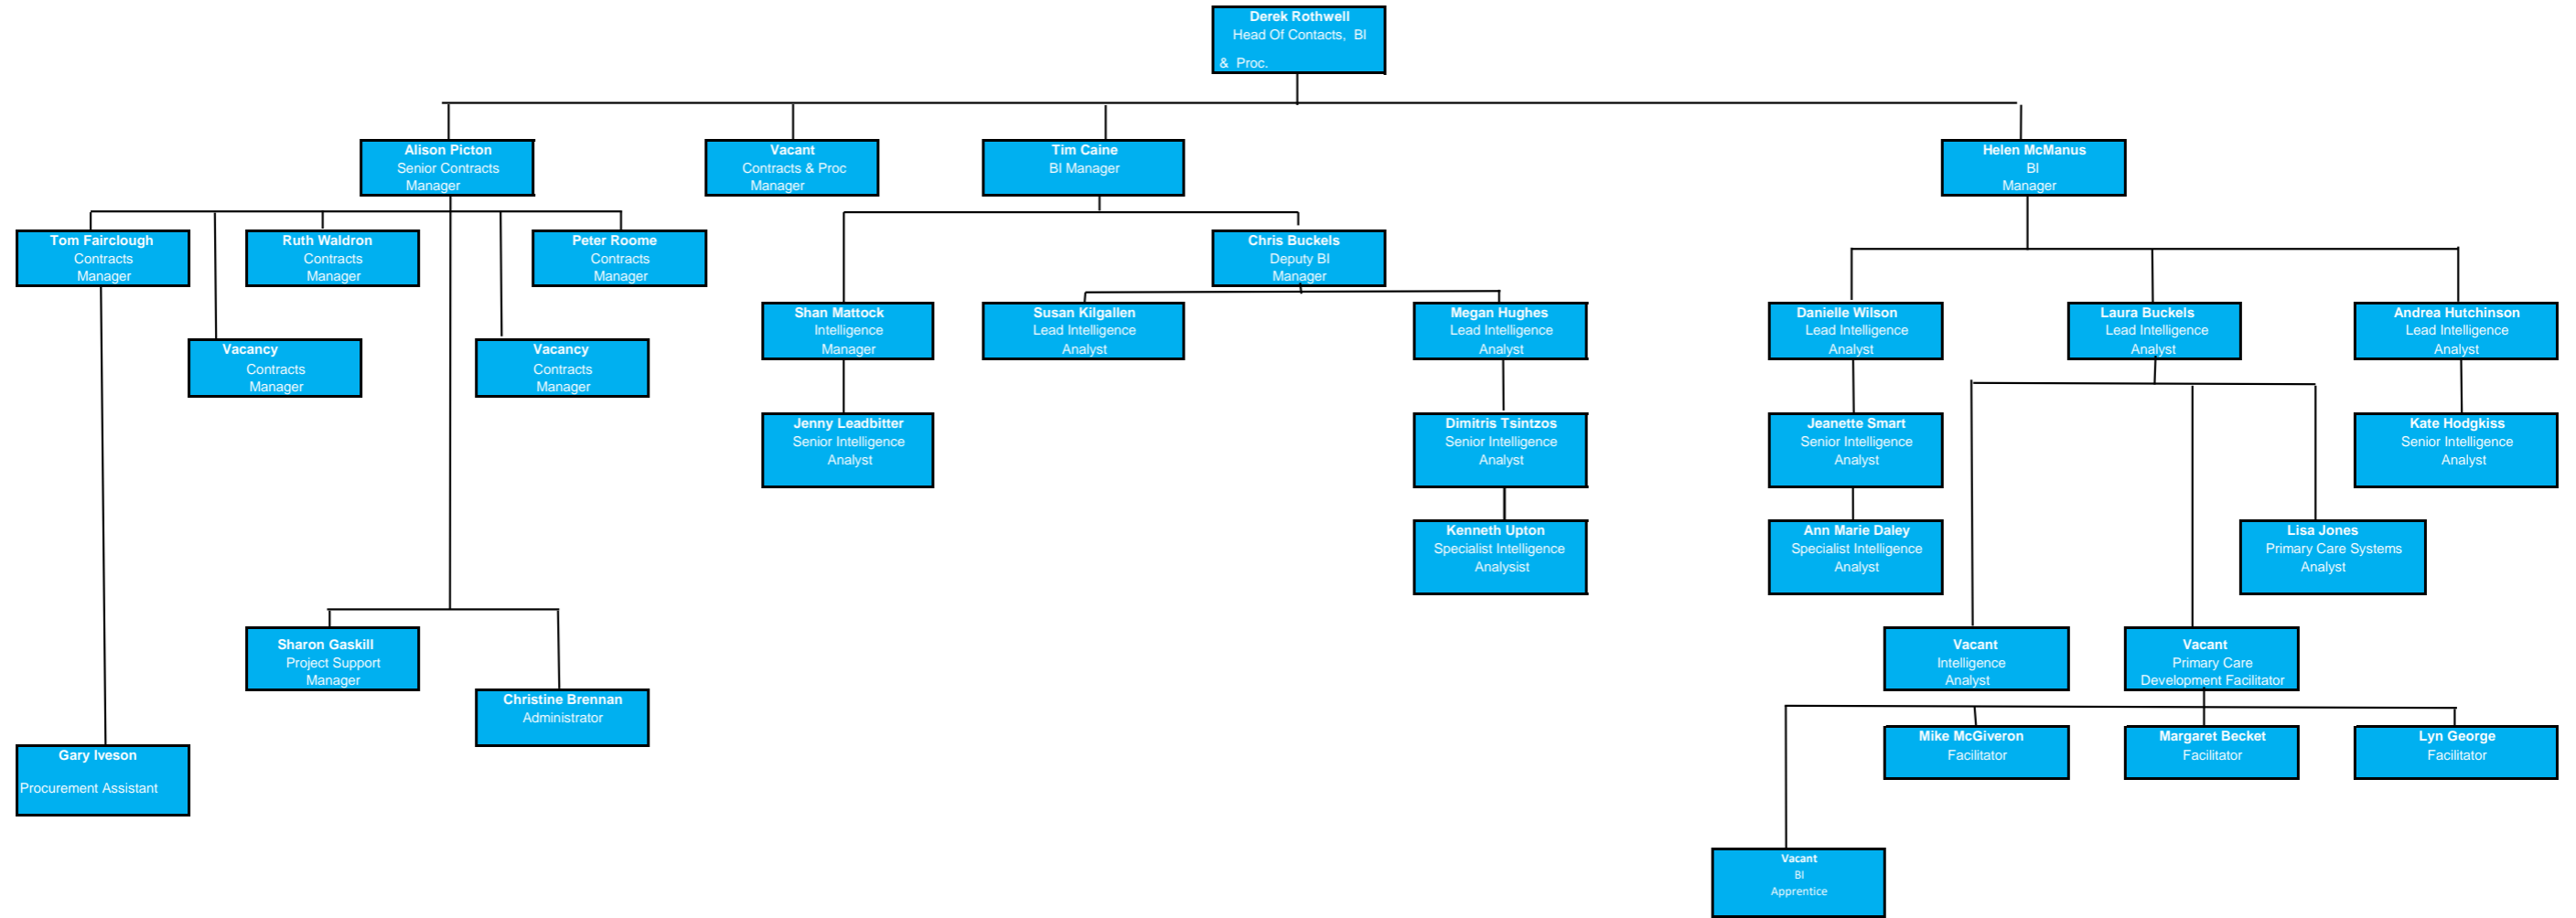 Derek Rothwell
Head Of Contacts, BI
& Proc.
Alison Picton
Senior Contracts
Manager
Vacant
Contracts & Proc
Manager
Tim Caine
BI Manager
Helen McManus
BI
Manager
Tom Fairclough
Contracts
Manager
Ruth Waldron
Contracts
Manager
Peter Roome
Contracts
Manager
Chris Buckels
Deputy BI
Manager
Shan Mattock
Intelligence
Manager
Susan Kilgallen
Lead Intelligence
Analyst
Megan Hughes
Lead Intelligence
Analyst
Danielle Wilson
Lead Intelligence
Analyst
Laura Buckels
Lead Intelligence
Analyst
Andrea Hutchinson
Lead Intelligence
Analyst
Vacancy
Contracts
Manager
Vacancy
Contracts
Manager
Jenny Leadbitter
Senior Intelligence
Analyst
Dimitris Tsintzos
Senior Intelligence
Analyst
Jeanette Smart
Senior Intelligence
Analyst
Kate Hodgkiss
Senior Intelligence
Analyst
Kenneth Upton
Specialist Intelligence
Analysist
Ann Marie Daley
Specialist Intelligence
Analyst
Lisa Jones
Primary Care Systems
Analyst
Sharon Gaskill
Project Support
Manager
Vacant
Intelligence
Analyst
Vacant
Primary Care
Development Facilitator
Christine Brennan
Administrator
Mike McGiveron
Facilitator
Margaret Becket
Facilitator
Lyn George
Facilitator
Gary Iveson
Procurement Assistant
Vacant
BI
Apprentice